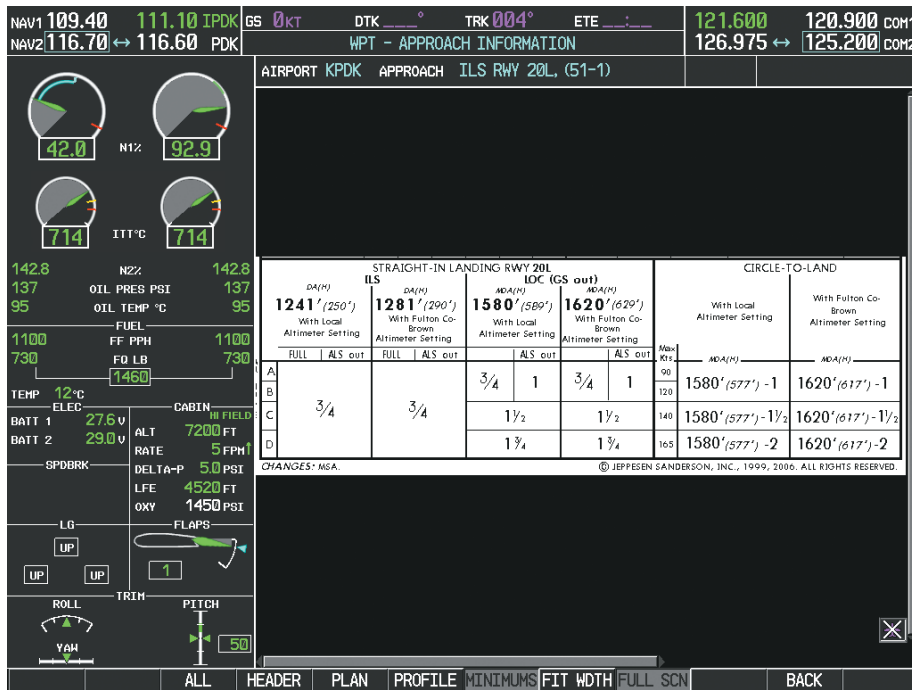 NAV1 109.40 111.10 IPDK GS 0KT DTK ___° TRK 004° ETE __:__ 121.600 120.900 COM1
NAV2 116.70 ↔ 116.60 PDK WPT - APPROACH INFORMATION 126.975 ↔ 125.200 COM2
AIRPORT KPDK APPROACH ILS RWY 20L, (51-1)
42.0 N1% 92.9
714 ITT°C 714
142.8 N2% 142.8
137 OIL PRES PSI 137
95 OIL TEMP °C 95
FUEL
1100 FF PPH 1100
730 FQ LB 730
1460
TEMP 12°C
ELEC
BATT 1 27.6 V
BATT 2 29.0 V
CABIN
HI FIELD
ALT 7200 FT
RATE 5 FPM↑
DELTA-P 5.0 PSI
LFE 4520 FT
OXY 1450 PSI
SPDBRK
LG
UP
UP UP
FLAPS
1
TRIM
ROLL PITCH
YAW
50
STRAIGHT-IN LANDING RWY 20L CIRCLE-TO-LAND
ILS LOC (GS out)
DA(H) DA(H) MDA(H) MDA(H)
1241'(250') 1281'(290') 1580'(589') 1620'(629')
With Local Altimeter Setting
With Fulton Co-Brown Altimeter Setting
With Local Altimeter Setting
With Fulton Co-Brown Altimeter Setting
With Local Altimeter Setting
With Fulton Co-Brown Altimeter Setting
FULL ALS out FULL ALS out ALS out ALS out Max Kts. MDA(H) MDA(H)
A 3/4 3/4 3/4 1 3/4 1 90 1580'(577')-1 1620'(617')-1
B 120
C 1 1/2 1 1/2 140 1580'(577')-1 1/2 1620'(617')-1 1/2
D 1 3/4 1 3/4 165 1580'(577')-2 1620'(617')-2
CHANGES: MSA. © JEPPESEN SANDERSON, INC., 1999, 2006. ALL RIGHTS RESERVED.
ALL HEADER PLAN PROFILE MINIMUMS FIT WDTH FULL SCN BACK